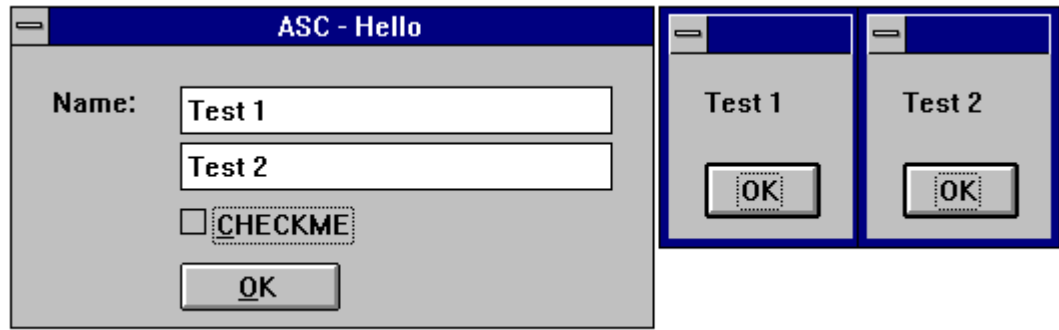 ASC - Hello
Name:
Test 1
Test 2
CHECKME
OK
Test 1
OK
Test 2
OK